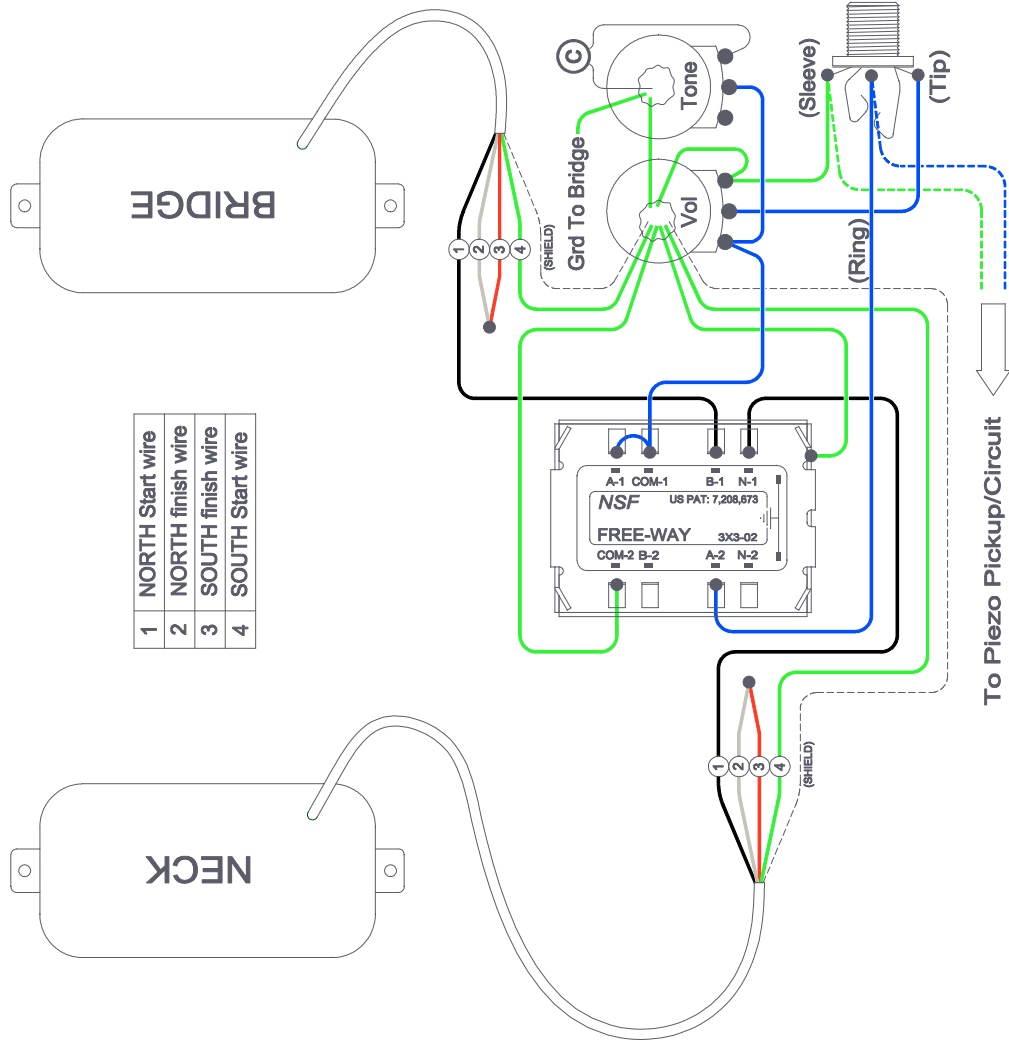 BRIDGE
C
Tone
Vol
Grd To Bridge
(Sleeve)
(Tip)
(Ring)
1
2
3
4
(SHIELD)
1 NORTH Start wire
2 NORTH finish wire
3 SOUTH finish wire
4 SOUTH Start wire
A-1 COM-1 B-1 N-1
NSF US PAT: 7,208,673
FREE-WAY 3X3-02
COM-2 B-2 A-2 N-2
To Piezo Pickup/Circuit
1
2
3
4
(SHIELD)
NECK